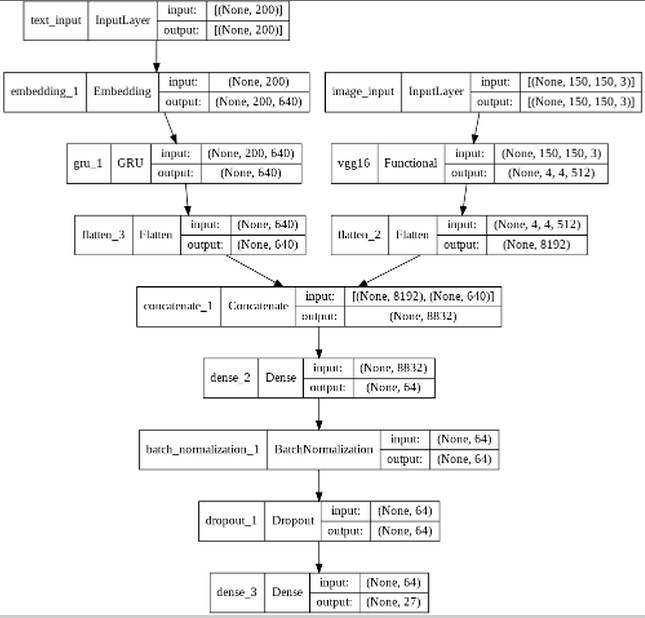 text_input InputLayer input: [(None, 200)]
output: [(None, 200)]
embedding_1 Embedding input: (None, 200)
output: (None, 200, 640)
image_input InputLayer input: [(None, 150, 150, 3)]
output: [(None, 150, 150, 3)]
gru_1 GRU input: (None, 200, 640)
output: (None, 640)
vgg16 Functional input: (None, 150, 150, 3)
output: (None, 4, 4, 512)
flatten_3 Flatten input: (None, 640)
output: (None, 640)
flatten_2 Flatten input: (None, 4, 4, 512)
output: (None, 8192)
concatenate_1 Concatenate input: [(None, 8192), (None, 640)]
output: (None, 8832)
dense_2 Dense input: (None, 8832)
output: (None, 64)
batch_normalization_1 BatchNormalization input: (None, 64)
output: (None, 64)
dropout_1 Dropout input: (None, 64)
output: (None, 64)
dense_3 Dense input: (None, 64)
output: (None, 27)